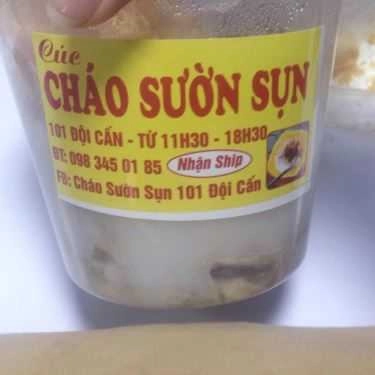 Cúc
CHÁO SƯỜN SỤN
101 ĐỘI CẤN - TỪ 11H30 - 18H30
ĐT: 098 345 01 85 Nhận Ship
FB: Cháo Sườn Sụn 101 Đội Cấn